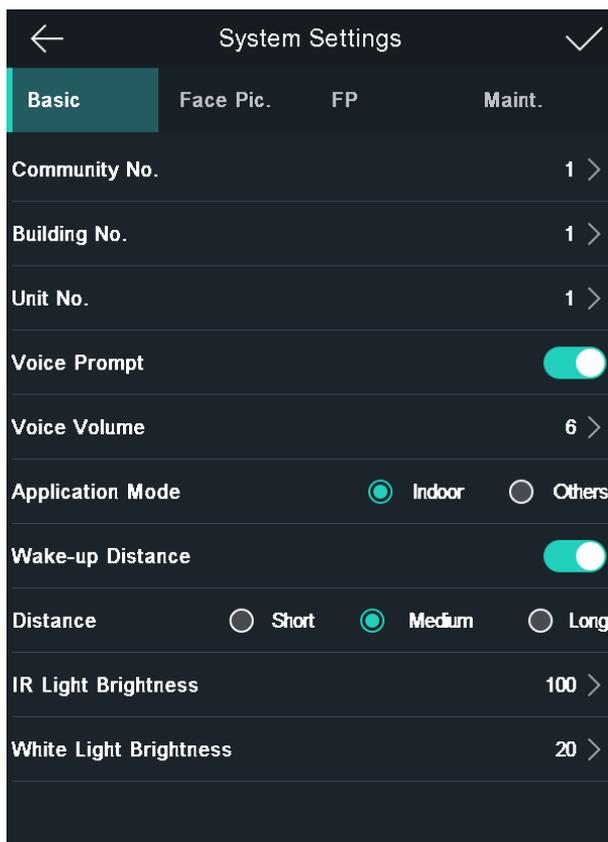 System Settings
Basic Face Pic. FP Maint.
Community No. 1
Building No. 1
Unit No. 1
Voice Prompt
Voice Volume 6
Application Mode Indoor Others
Wake-up Distance
Distance Short Medium Long
IR Light Brightness 100
White Light Brightness 20